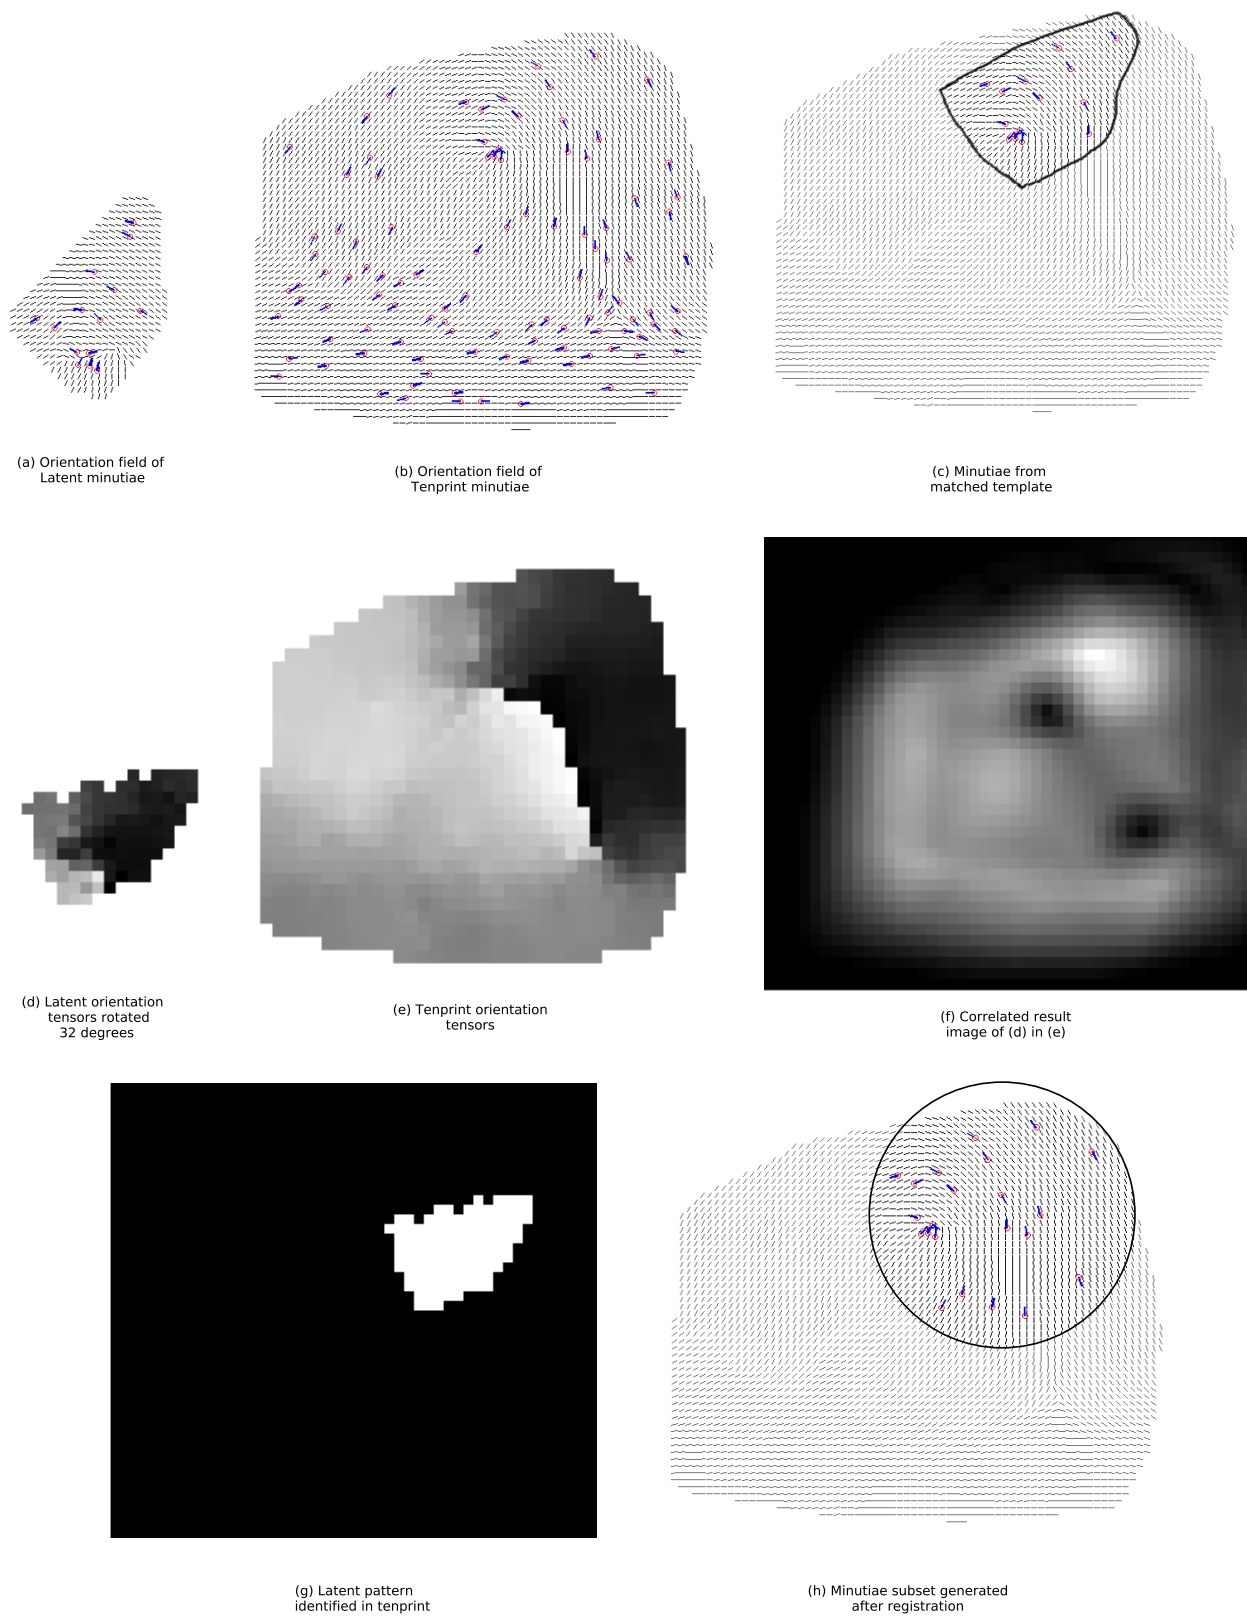 (a) Orientation field of
Latent minutiae
(b) Orientation field of
Tenprint minutiae
(c) Minutiae from
matched template
(d) Latent orientation
tensors rotated
32 degrees
(e) Tenprint orientation
tensors
(f) Correlated result
image of (d) in (e)
(g) Latent pattern
identified in tenprint
(h) Minutiae subset generated
after registration